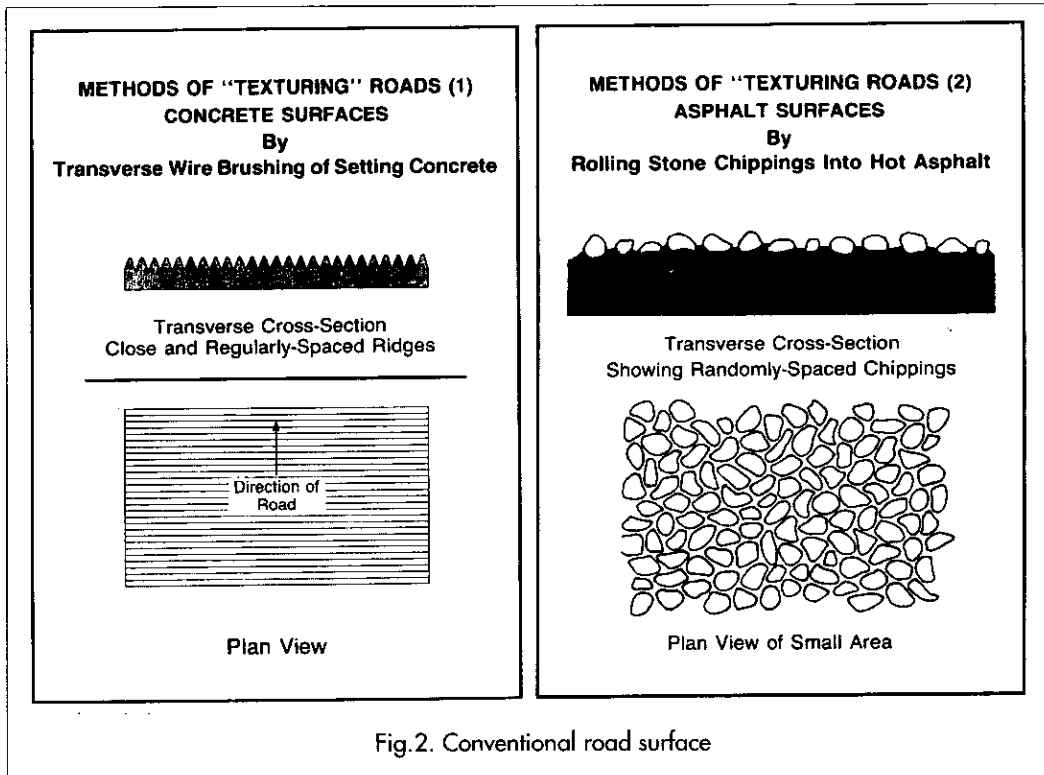 METHODS OF "TEXTURING" ROADS (1)
CONCRETE SURFACES
By
Transverse Wire Brushing of Setting Concrete
Transverse Cross-Section
Close and Regularly-Spaced Ridges
Direction of
Road
Plan View
METHODS OF "TEXTURING ROADS (2)
ASPHALT SURFACES
By
Rolling Stone Chippings Into Hot Asphalt
Transverse Cross-Section
Showing Randomly-Spaced Chippings
Plan View of Small Area
Fig.2. Conventional road surface